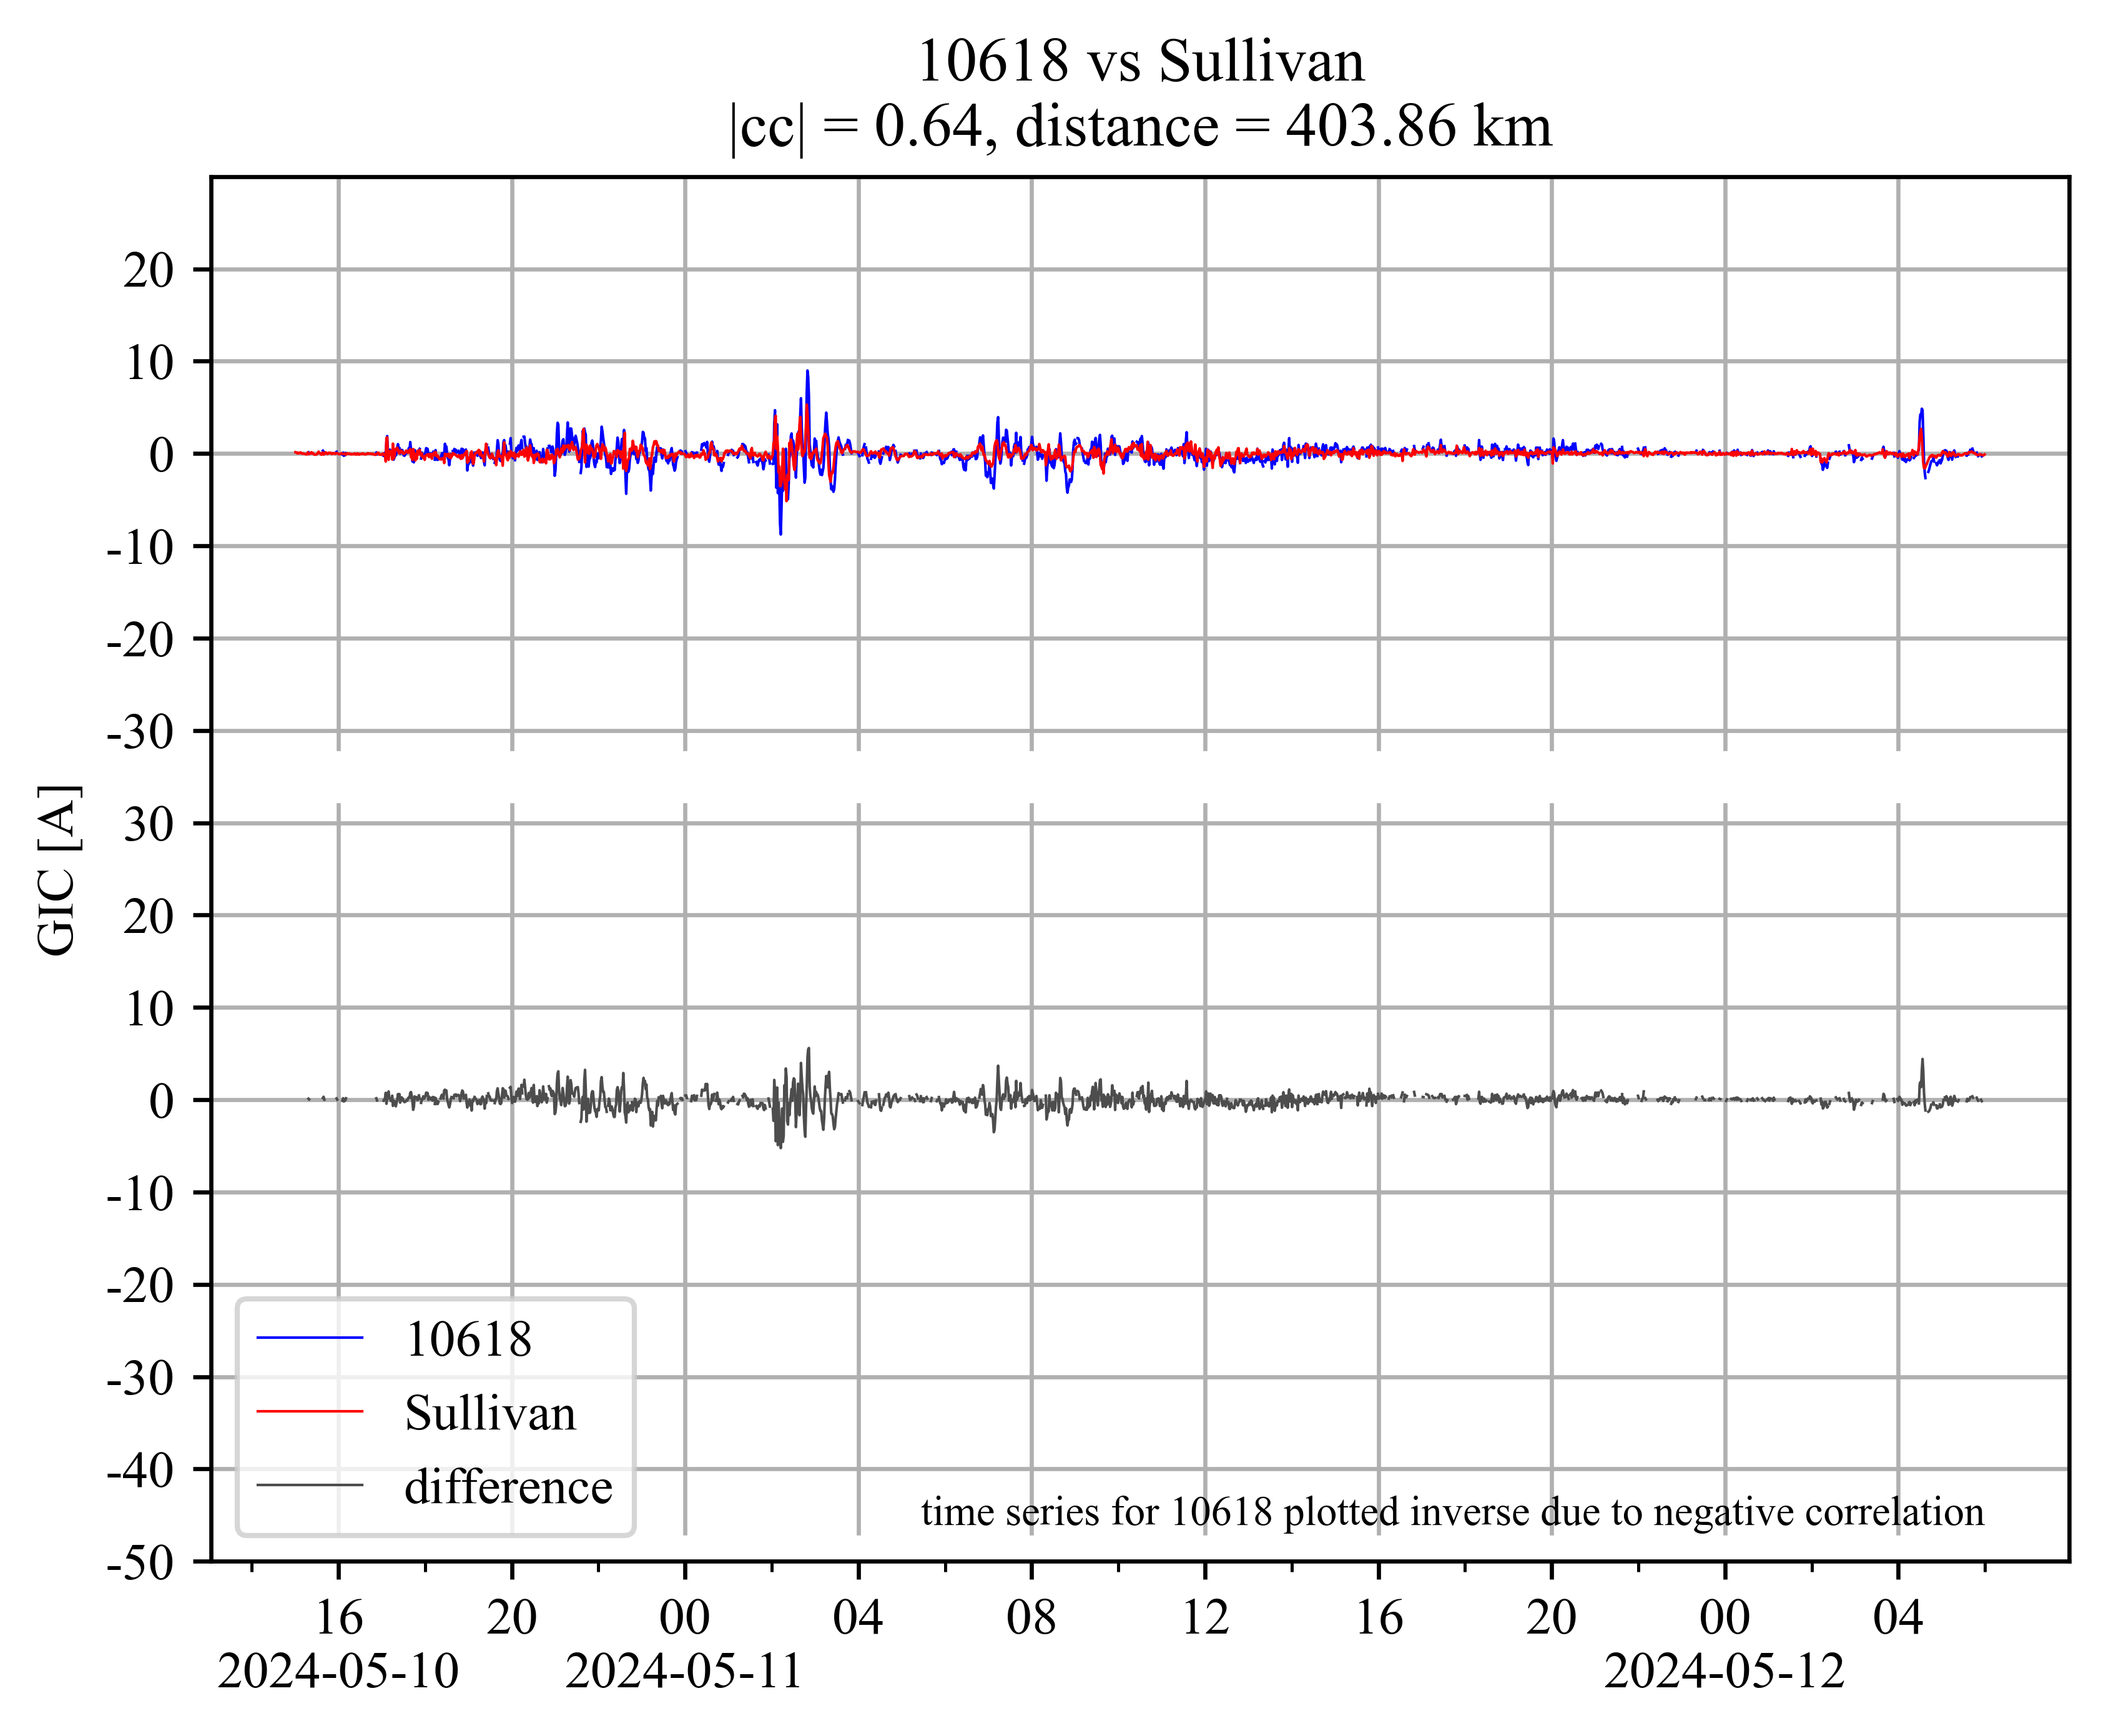 10618 vs Sullivan
|cc| = 0.64, distance = 403.86 km
20
10
0
-10
-20
-30
GIC [A]
30
20
10
0
-10
-20
-30
-40
-50
10618
Sullivan
difference
time series for 10618 plotted inverse due to negative correlation
16 20 00 04 08 12 16 20 00 04
2024-05-10 2024-05-11 2024-05-12